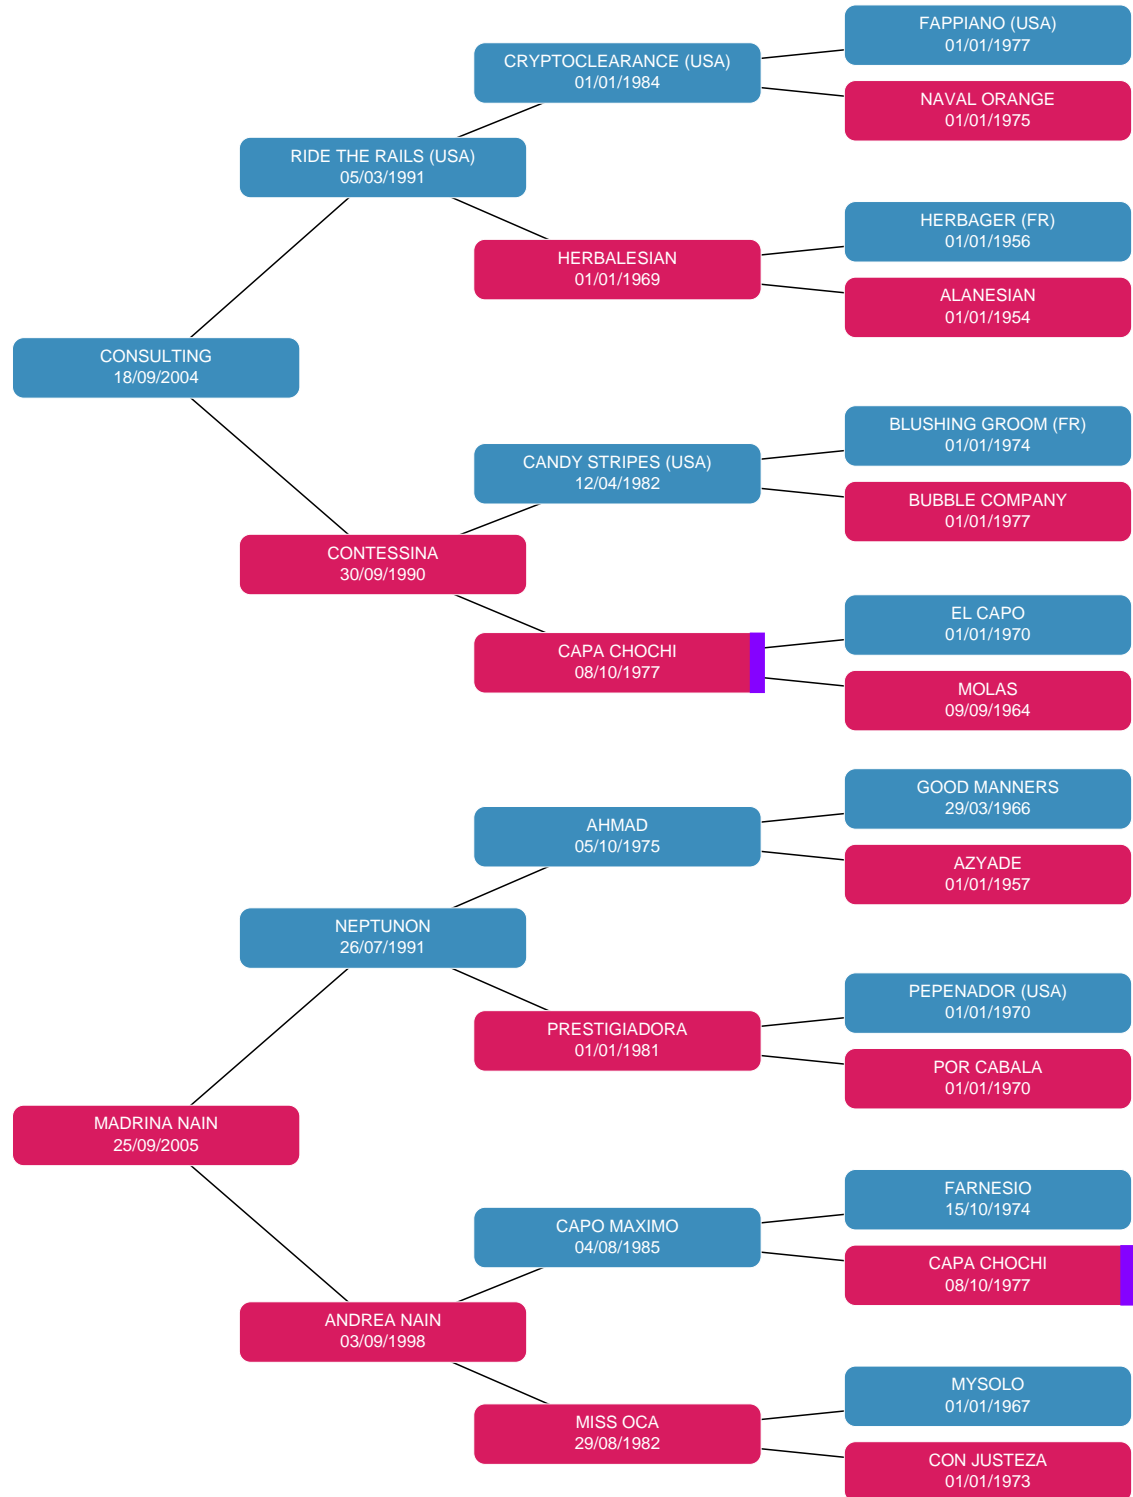 FAPPIANO (USA)
01/01/1977
CRYPTOCLEARANCE (USA)
01/01/1984
NAVAL ORANGE
01/01/1975
RIDE THE RAILS (USA)
05/03/1991
HERBAGER (FR)
01/01/1956
HERBALESIAN
01/01/1969
ALANESIAN
01/01/1954
CONSULTING
18/09/2004
BLUSHING GROOM (FR)
01/01/1974
CANDY STRIPES (USA)
12/04/1982
BUBBLE COMPANY
01/01/1977
CONTESSINA
30/09/1990
EL CAPO
01/01/1970
CAPA CHOCHI
08/10/1977
MOLAS
09/09/1964
GOOD MANNERS
29/03/1966
AHMAD
05/10/1975
AZYADE
01/01/1957
NEPTUNON
26/07/1991
PEPENADOR (USA)
01/01/1970
PRESTIGIADORA
01/01/1981
POR CABALA
01/01/1970
MADRINA NAIN
25/09/2005
FARNESIO
15/10/1974
CAPO MAXIMO
04/08/1985
CAPA CHOCHI
08/10/1977
ANDREA NAIN
03/09/1998
MYSOLO
01/01/1967
MISS OCA
29/08/1982
CON JUSTEZA
01/01/1973